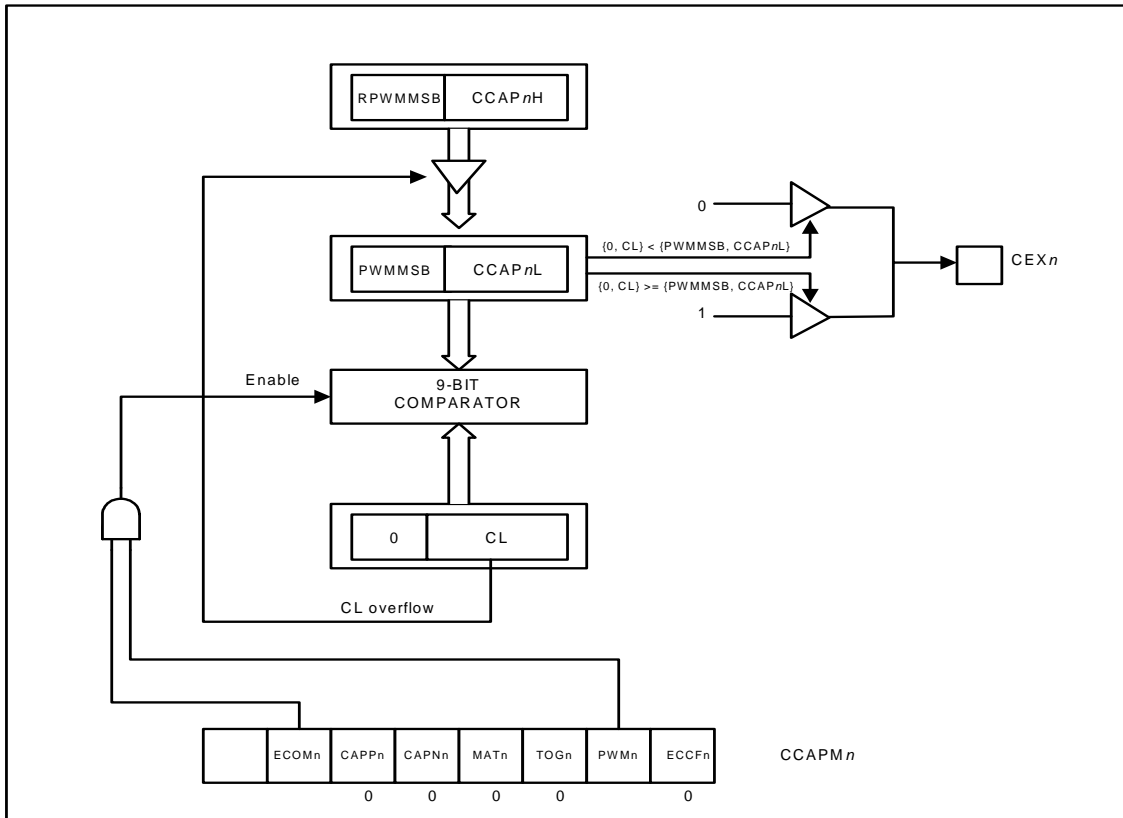 RPWMMSB CCAPnH
0
{0, CL} < {PWMMSB, CCAPnL}
PWMMSB CCAPnL
CEXn
{0, CL} >= {PWMMSB, CCAPnL}
1
Enable
9-BIT
COMPARATOR
0 CL
CL overflow
ECOMn CAPPn CAPNn MATn TOGn PWMn ECCFn CCAPMn
0 0 0 0 0